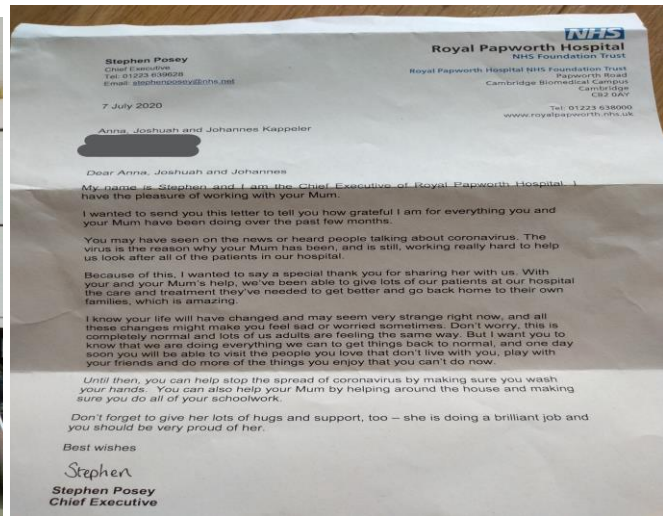 NHS
Royal Papworth Hospital
NHS Foundation Trust
Stephen Posey
Chief Executive
Tel: 01223 639628
Email: stephenposey@nhs.net
Royal Papworth Hospital NHS Foundation Trust
Papworth Road
Cambridge Biomedical Campus
Cambridge
CB2 0AY
Tel: 01223 638000
www.royalpapworth.nhs.uk
7 July 2020
Anna, Joshuah and Johannes Kappeler
Dear Anna, Joshuah and Johannes
My name is Stephen and I am the Chief Executive of Royal Papworth Hospital. I
have the pleasure of working with your Mum.
I wanted to send you this letter to tell you how grateful I am for everything you and
your Mum have been doing over the past few months.
You may have seen on the news or heard people talking about coronavirus. The
virus is the reason why your Mum has been, and is still, working really hard to help
us look after all of the patients in our hospital.
Because of this, I wanted to say a special thank you for sharing her with us. With
your and your Mum's help, we've been able to give lots of our patients at our hospital
the care and treatment they've needed to get better and go back home to their own
families, which is amazing.
I know your life will have changed and may seem very strange right now, and all
these changes might make you feel sad or worried sometimes. Don't worry, this is
completely normal and lots of us adults are feeling the same way. But I want you to
know that we are doing everything we can to get things back to normal, and one day
soon you will be able to visit the people you love that don't live with you, play with
your friends and do more of the things you enjoy that you can't do now.
Until then, you can help stop the spread of coronavirus by making sure you wash
your hands. You can also help your Mum by helping around the house and making
sure you do all of your schoolwork.
Don't forget to give her lots of hugs and support, too – she is doing a brilliant job and
you should be very proud of her.
Best wishes
Stephen
Stephen Posey
Chief Executive